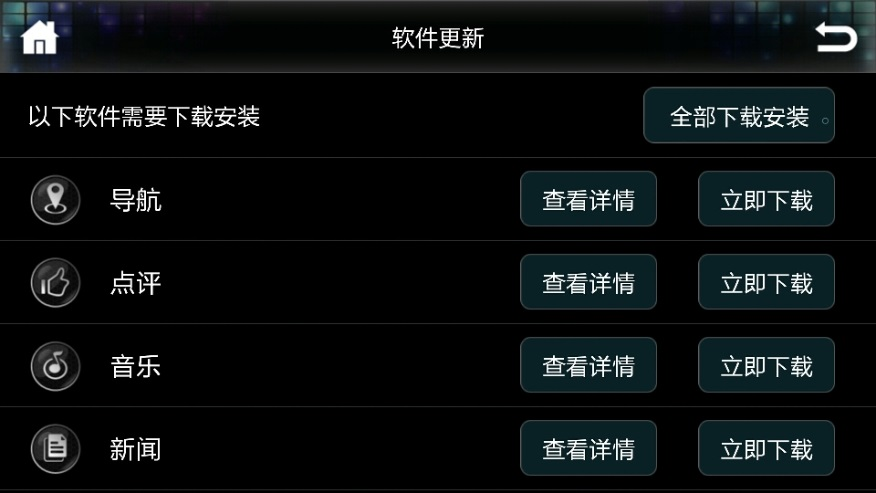 软件更新
以下软件需要下载安装 全部下载安装
导航 查看详情 立即下载
点评 查看详情 立即下载
音乐 查看详情 立即下载
新闻 查看详情 立即下载